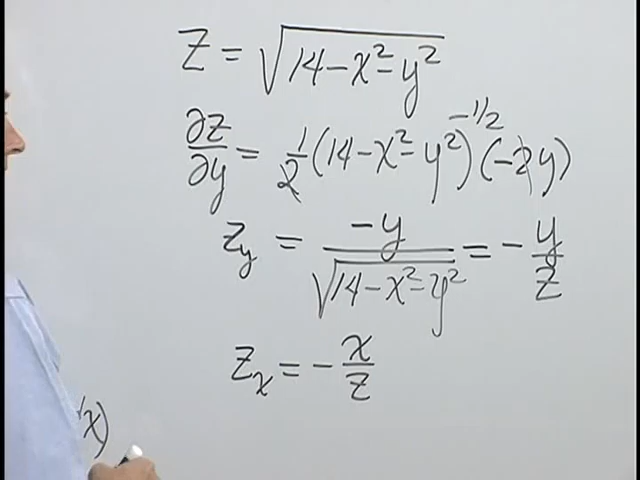 z = √(14-x²-y²)
∂z/∂y = 1/2 (14-x²-y²)^(-1/2) (-2y)
z_y = -y/√(14-x²-y²) = - y/z
z_x = - x/z
x)